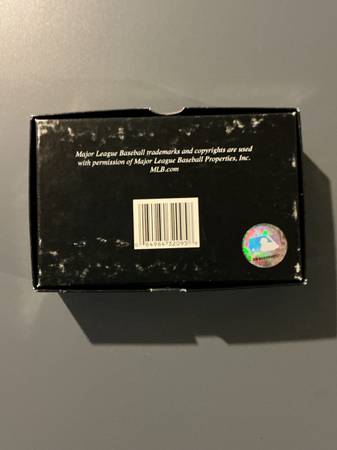 Major League Baseball trademarks and copyrights are used
with permission of Major League Baseball Properties, Inc.
MLB.com